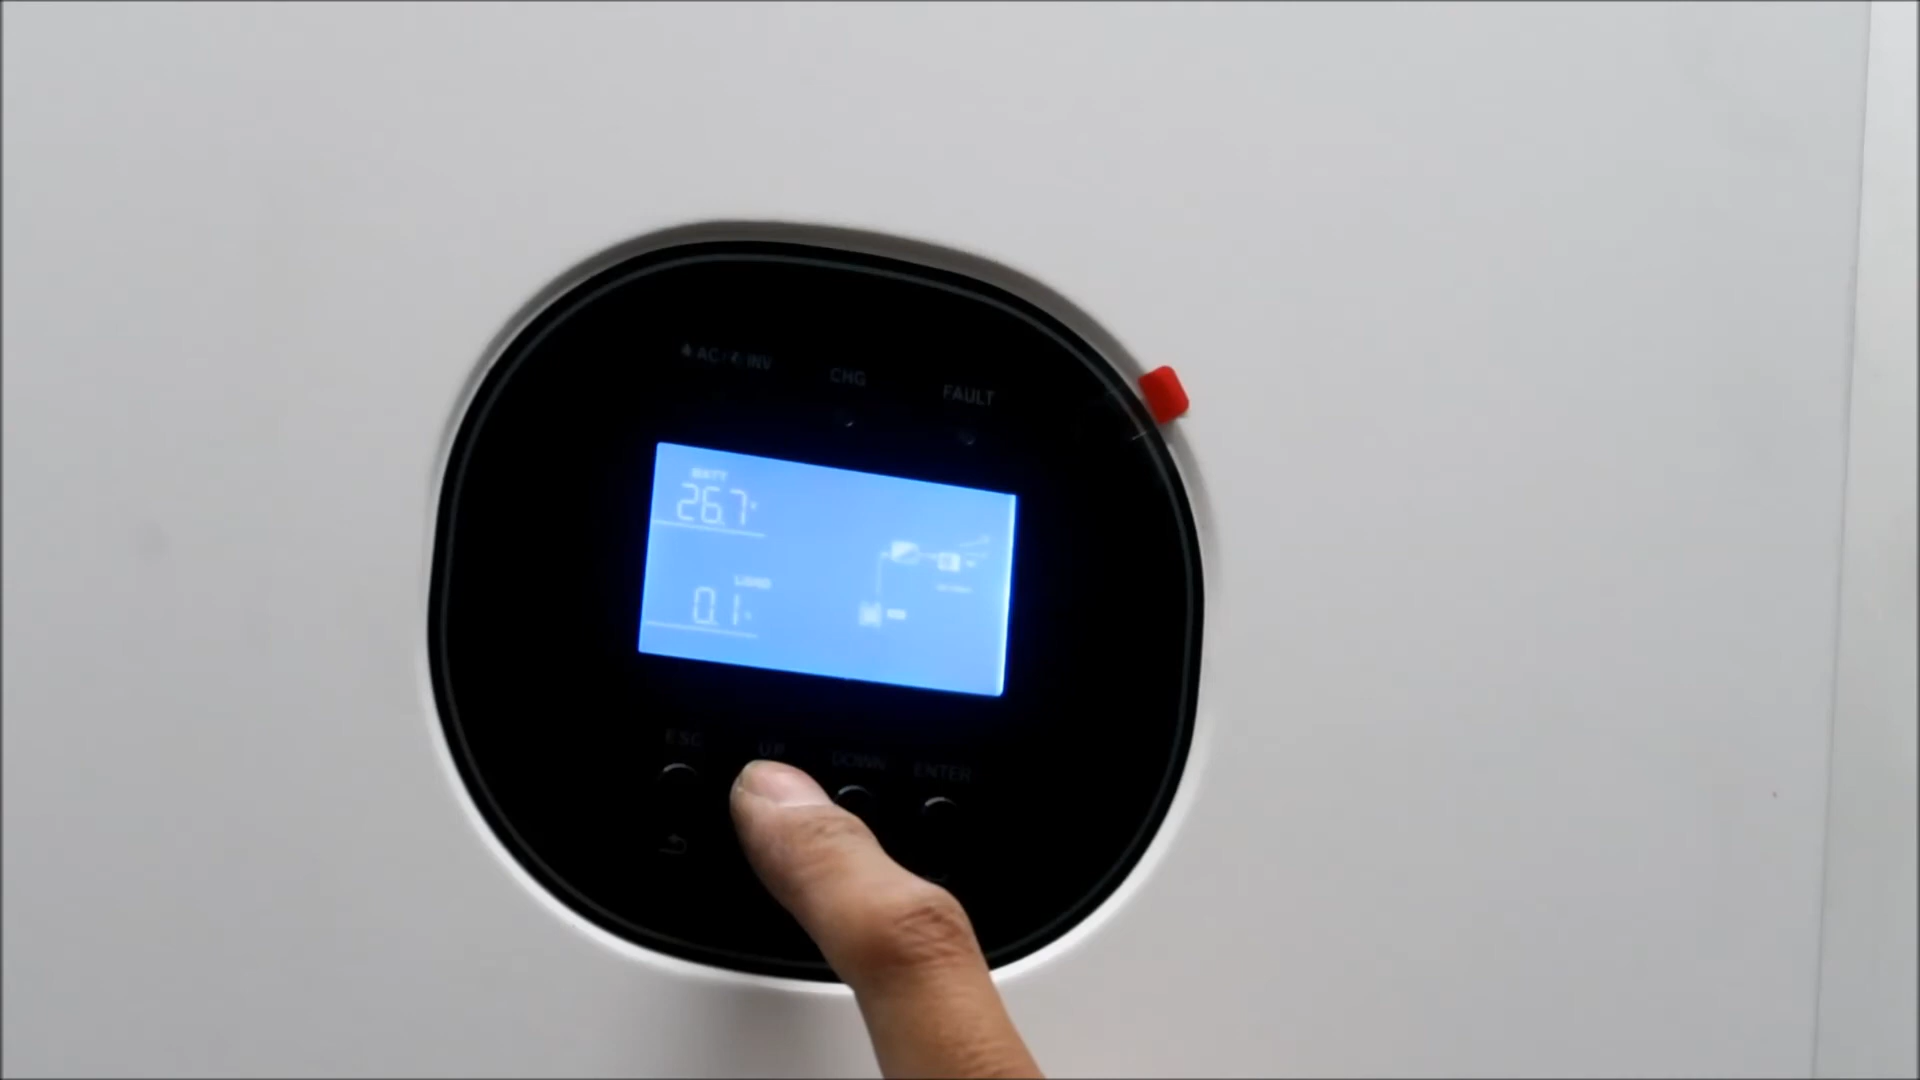 AC / INV
CHG
FAULT
BATT
26.7
LOAD
0.1
ESC
UP
DOWN
ENTER